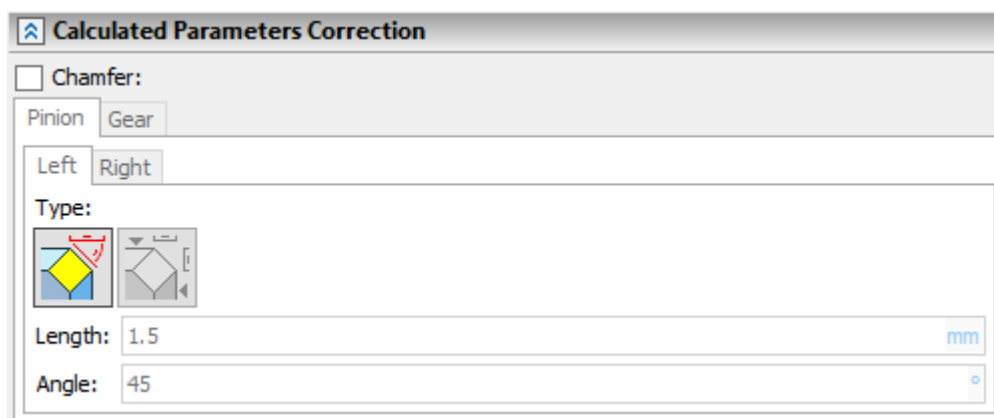 Calculated Parameters Correction
Chamfer:
Pinion Gear
Left Right
Type:
Length: 1.5 mm
Angle: 45 °